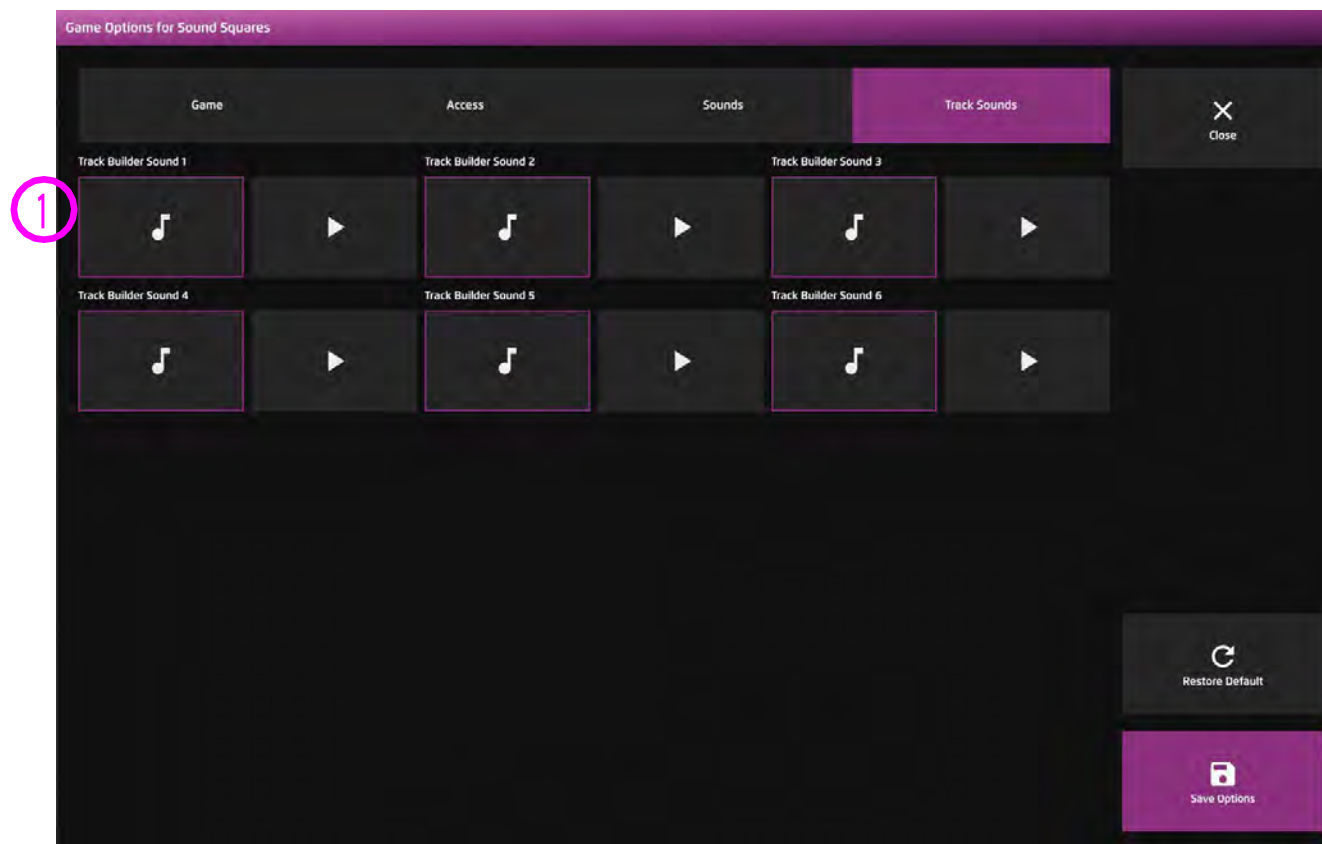 Game Options for Sound Squares
Game Access Sounds Track Sounds
Close
Track Builder Sound 1 Track Builder Sound 2 Track Builder Sound 3
1
Track Builder Sound 4 Track Builder Sound 5 Track Builder Sound 6
Restore Default
Save Options